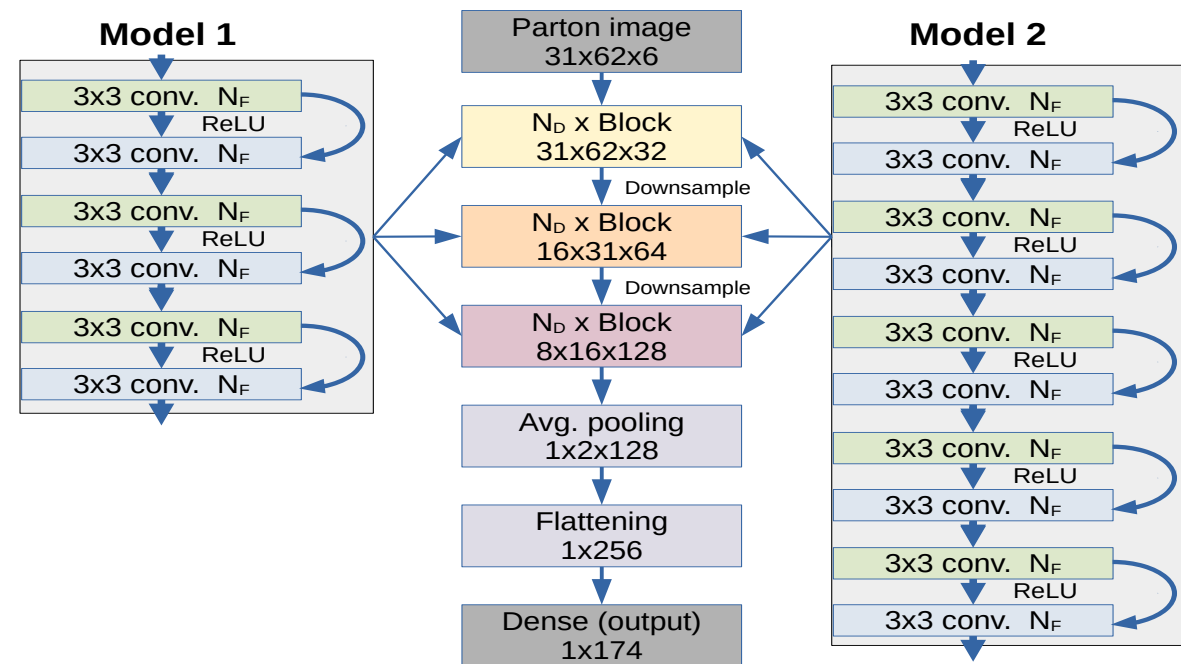 Model 1
3x3 conv. NF
ReLU
3x3 conv. NF
3x3 conv. NF
ReLU
3x3 conv. NF
3x3 conv. NF
ReLU
3x3 conv. NF
Parton image
31x62x6
ND x Block
31x62x32
Downsample
ND x Block
16x31x64
Downsample
ND x Block
8x16x128
Avg. pooling
1x2x128
Flattening
1x256
Dense (output)
1x174
Model 2
3x3 conv. NF
ReLU
3x3 conv. NF
3x3 conv. NF
ReLU
3x3 conv. NF
3x3 conv. NF
ReLU
3x3 conv. NF
3x3 conv. NF
ReLU
3x3 conv. NF
3x3 conv. NF
ReLU
3x3 conv. NF